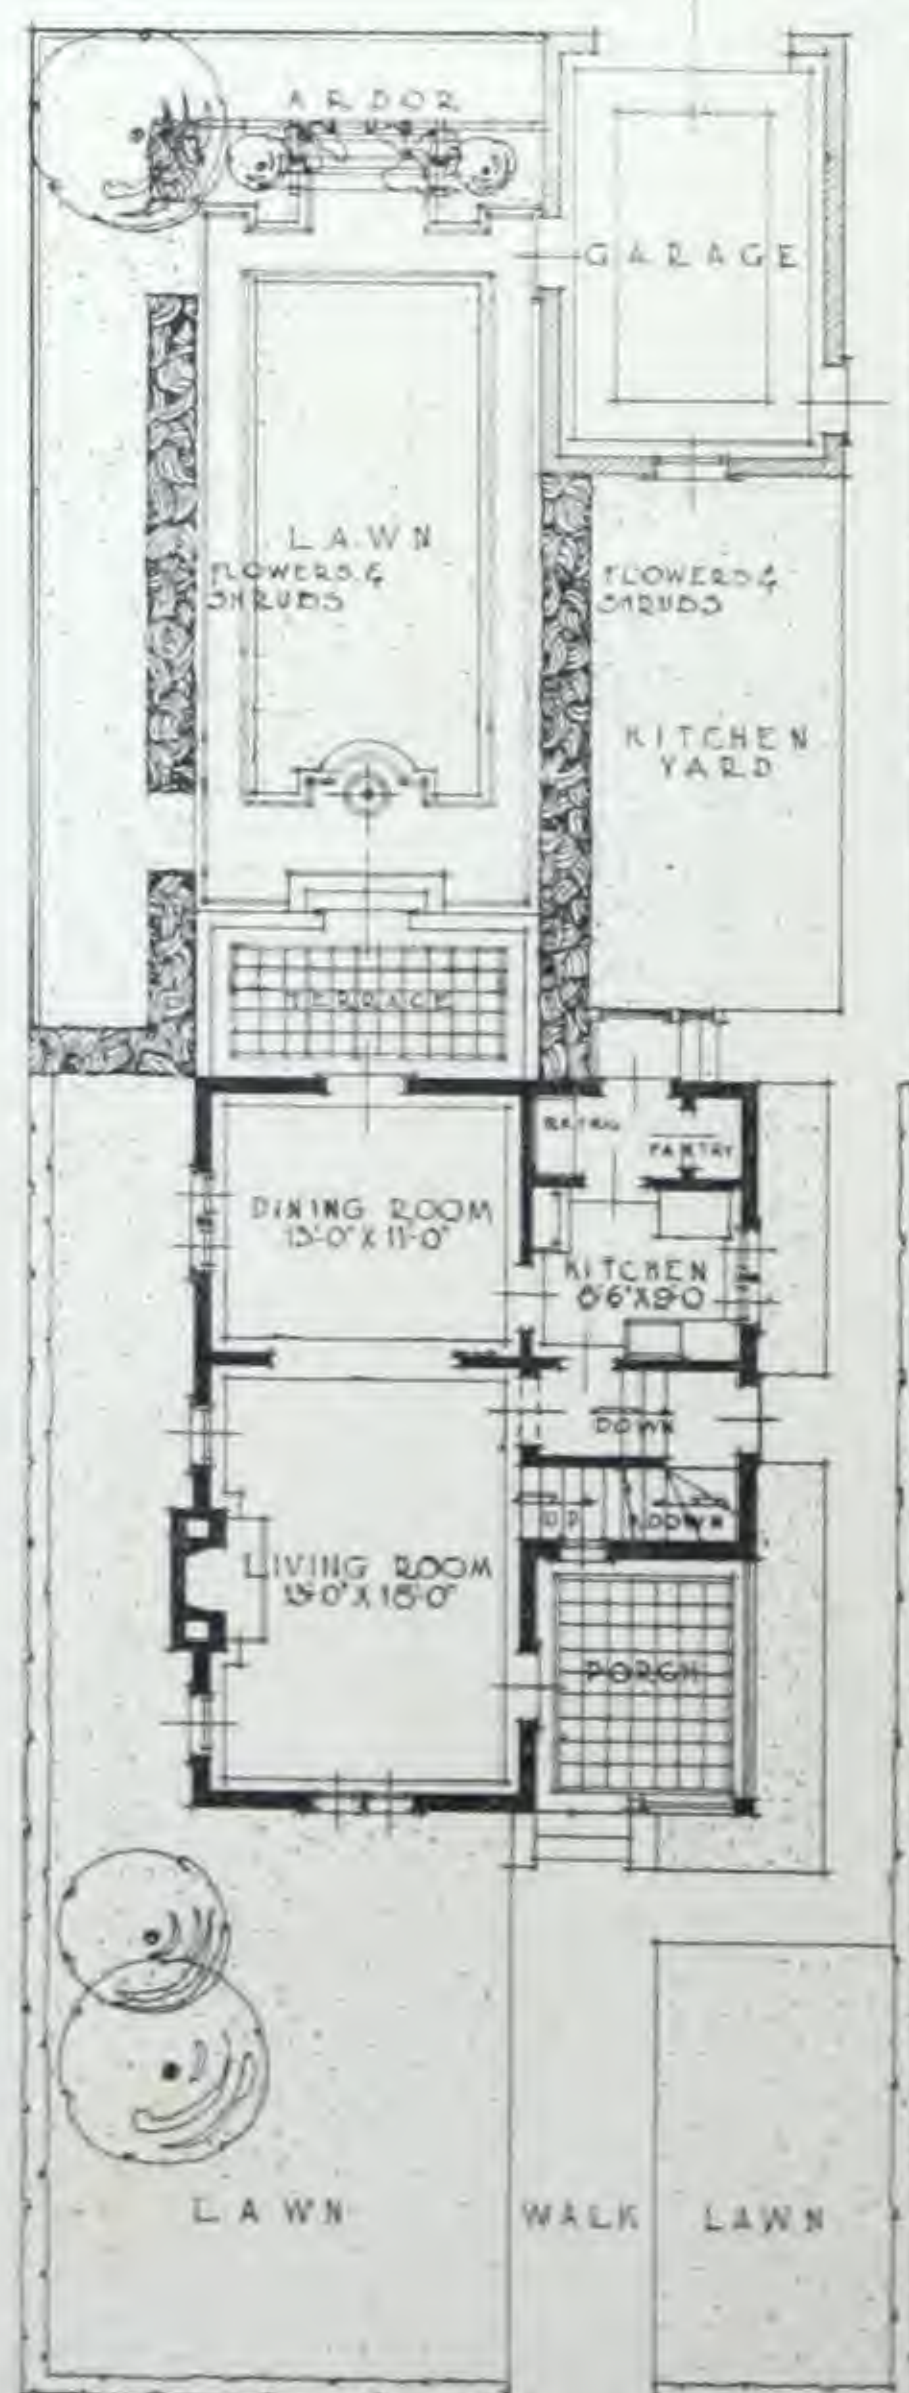 ARBOR
GARAGE
LAWN
FLOWERS &
SHRUBS
FLOWERS &
SHRUBS
KITCHEN
YARD
TERRACE
REFRIG
PANTRY
DINING ROOM
13'-0" X 11'-0"
KITCHEN
8'6" X 9'-0
DOWN
UP
DOWN
LIVING ROOM
13'-0" X 18'-0"
PORCH
LAWN
WALK
LAWN